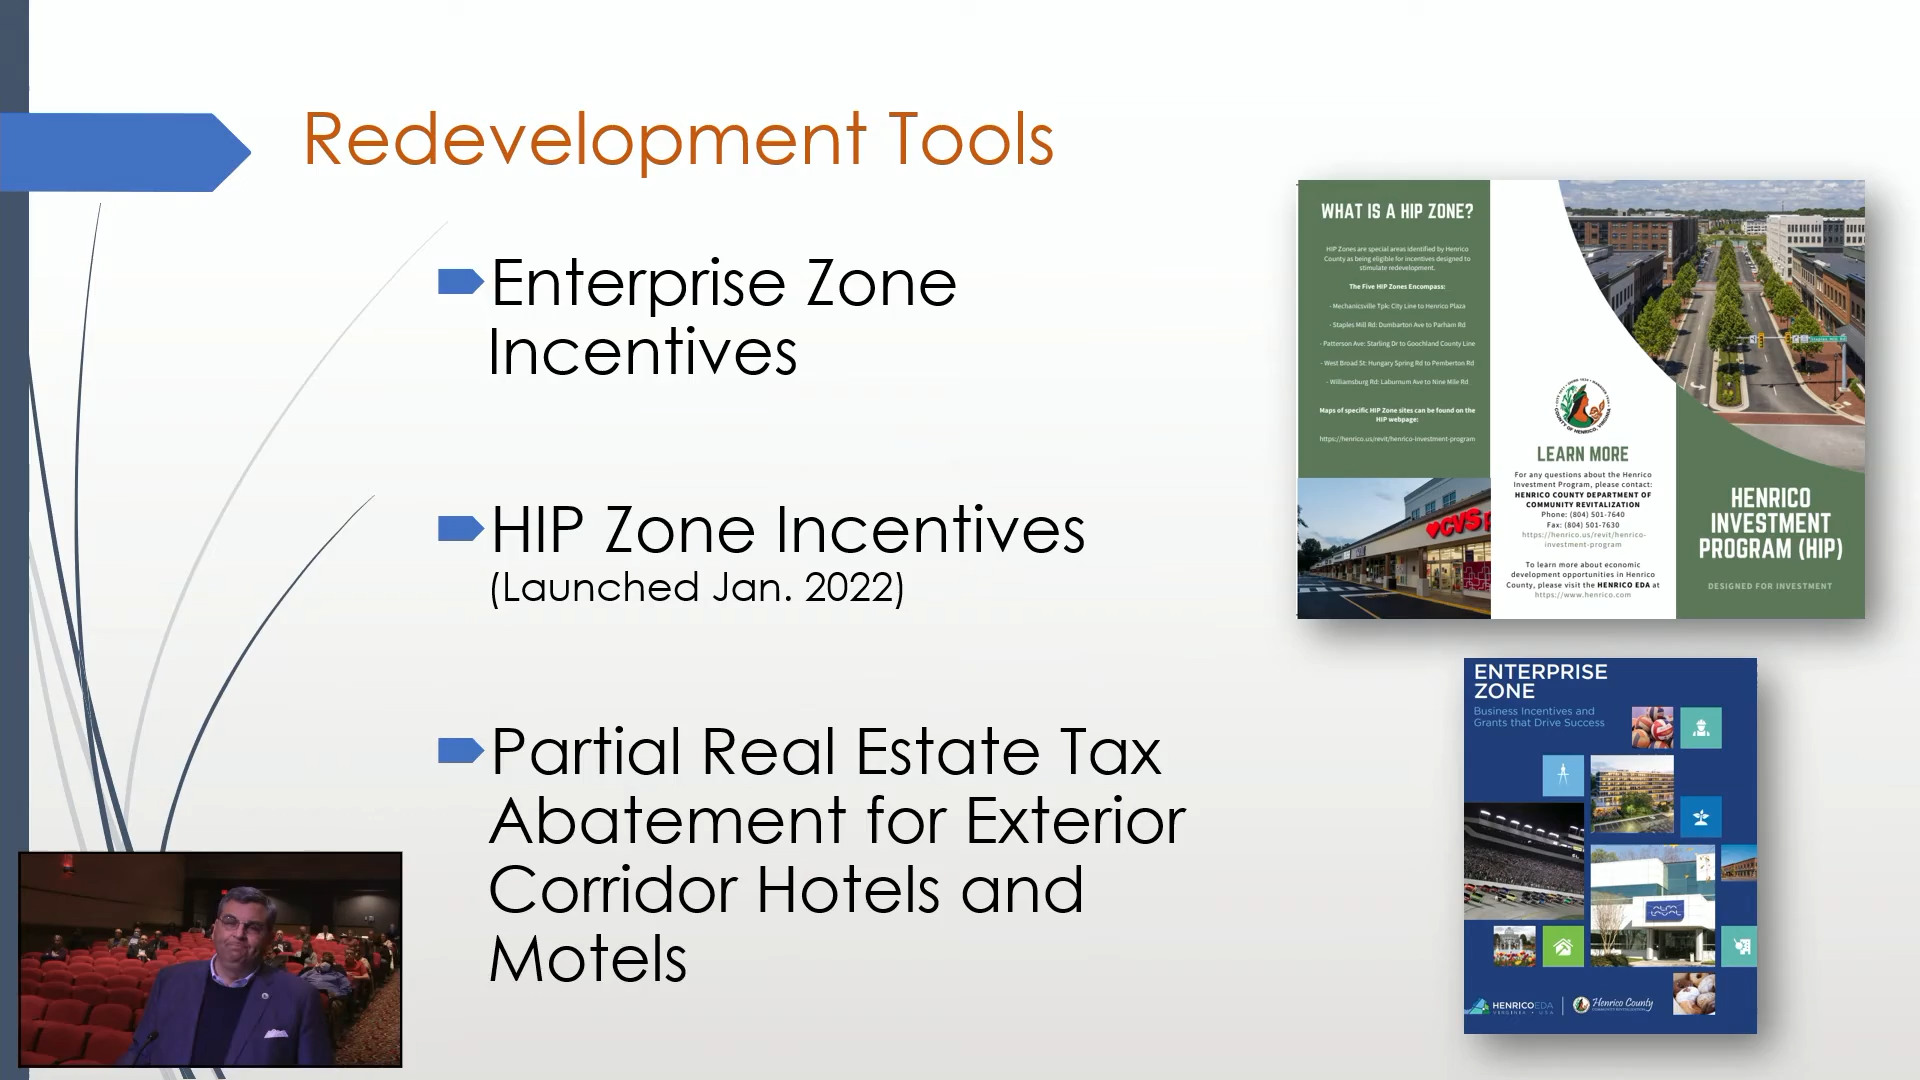 Redevelopment Tools
Enterprise Zone
Incentives
HIP Zone Incentives
(Launched Jan. 2022)
Partial Real Estate Tax
Abatement for Exterior
Corridor Hotels and
Motels
WHAT IS A HIP ZONE?
HIP Zones are special areas identified by Henrico
County as being eligible for incentives designed to
stimulate redevelopment.
The Five HIP Zones Encompass:
- Mechanicsville Tpk: City Line to Henrico Plaza
- Staples Mill Rd: Dumbarton Ave to Parham Rd
- Patterson Ave: Starling Dr to Goochland County Line
- West Broad St: Hungary Spring Rd to Pemberton Rd
- Williamsburg Rd: Laburnum Ave to Nine Mile Rd
Maps of specific HIP Zone sites can be found on the
HIP webpage:
https://henrico.us/revit/henrico-investment-program
CVS
COUNTY OF HENRICO, VIRGINIA
LEARN MORE
For any questions about the Henrico
Investment Program, please contact:
HENRICO COUNTY DEPARTMENT OF
COMMUNITY REVITALIZATION
Phone: (804) 501-7640
Fax: (804) 501-7630
https://henrico.us/revit/henrico-
investment-program
To learn more about economic
development opportunities in Henrico
County, please visit the HENRICO EDA at
https://www.henrico.com
HENRICO
INVESTMENT
PROGRAM (HIP)
DESIGNED FOR INVESTMENT
ENTERPRISE
ZONE
Business Incentives and
Grants that Drive Success
HENRICOEDA
VIRGINIA • USA
Henrico County
COMMUNITY REVITALIZATION